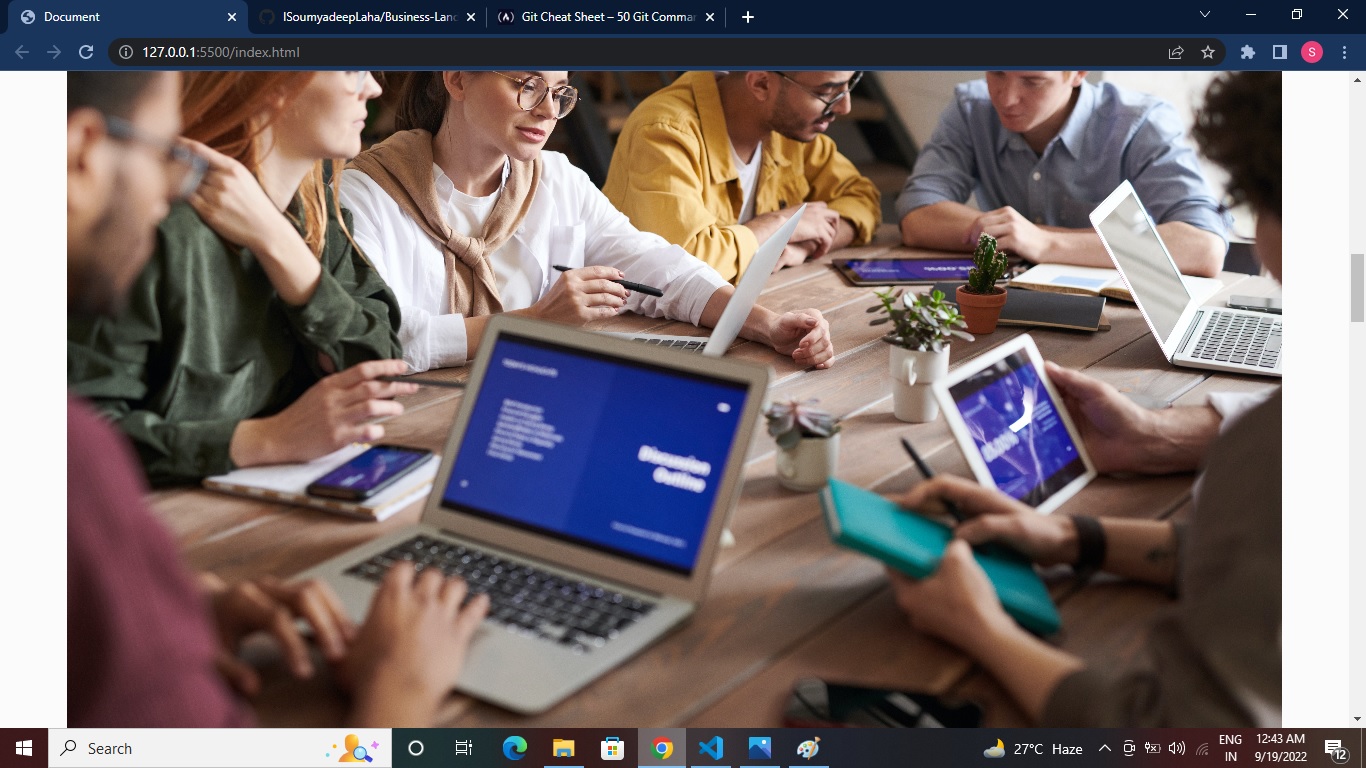 Document
ISoumyadeepLaha/Business-Lanc
Git Cheat Sheet – 50 Git Commar
127.0.0.1:5500/index.html
S
Discussion
Outline
Search
27°C Haze
ENG
IN
12:43 AM
9/19/2022
12